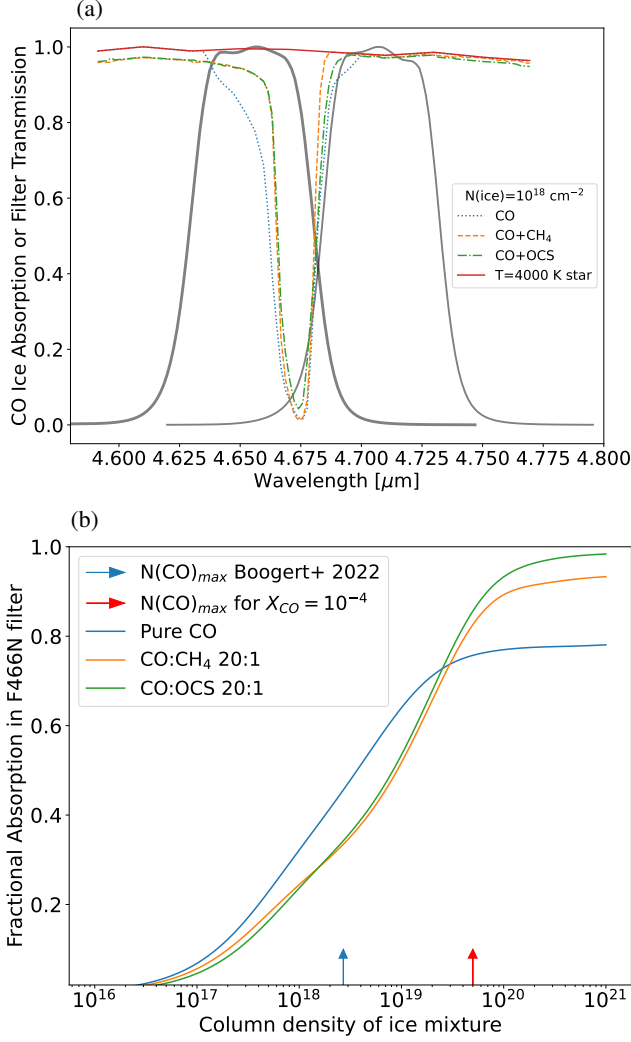 (a)
CO Ice Absorption or Filter Transmission
1.0
0.8
0.6
0.4
0.2
0.0
N(ice)=10¹⁸ cm⁻²
CO
CO+CH₄
CO+OCS
T=4000 K star
4.600 4.625 4.650 4.675 4.700 4.725 4.750 4.775 4.800
Wavelength [μm]
(b)
Fractional Absorption in F466N filter
1.0
0.8
0.6
0.4
0.2
N(CO)ₘₐₓ Boogert+ 2022
N(CO)ₘₐₓ for X_CO = 10⁻⁴
Pure CO
CO:CH₄ 20:1
CO:OCS 20:1
10¹⁶ 10¹⁷ 10¹⁸ 10¹⁹ 10²⁰ 10²¹
Column density of ice mixture